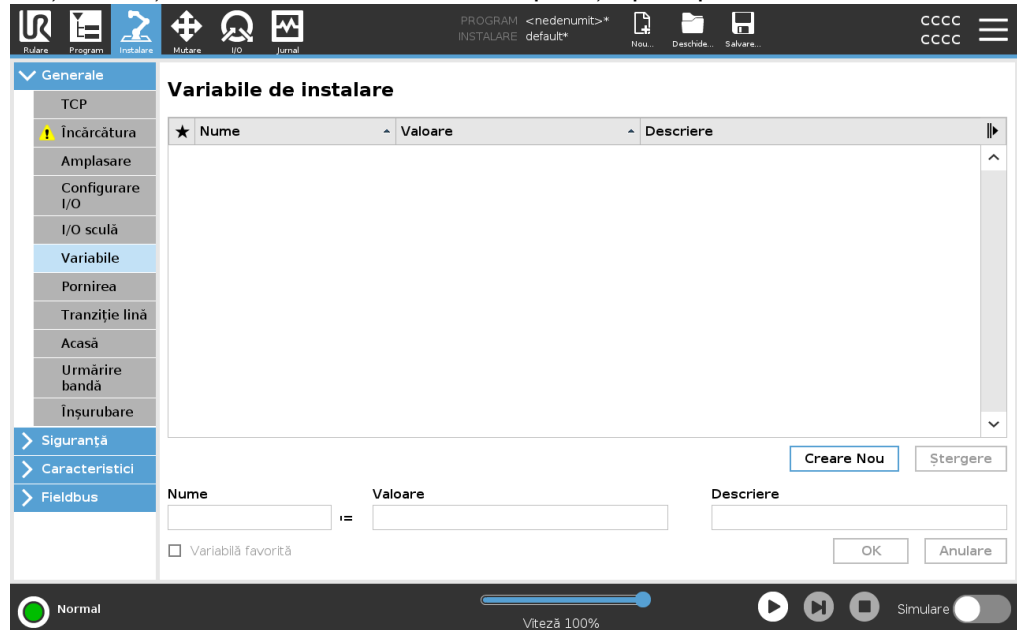 PROGRAM <nedenumit>*
INSTALARE default*
cccc
cccc
Rulare Program Instalare Mutare I/O Jurnal Nou... Deschide... Salvare...
Generale
TCP
Încărcătura
Amplasare
Configurare
I/O
I/O sculă
Variabile
Pornirea
Tranziție lină
Acasă
Urmărire
bandă
Înșurubare
Siguranță
Caracteristici
Fieldbus
Variabile de instalare
Nume Valoare Descriere
Creare Nou Ștergere
Nume Valoare Descriere
:=
Variabilă favorită
OK Anulare
Normal
Viteză 100%
Simulare